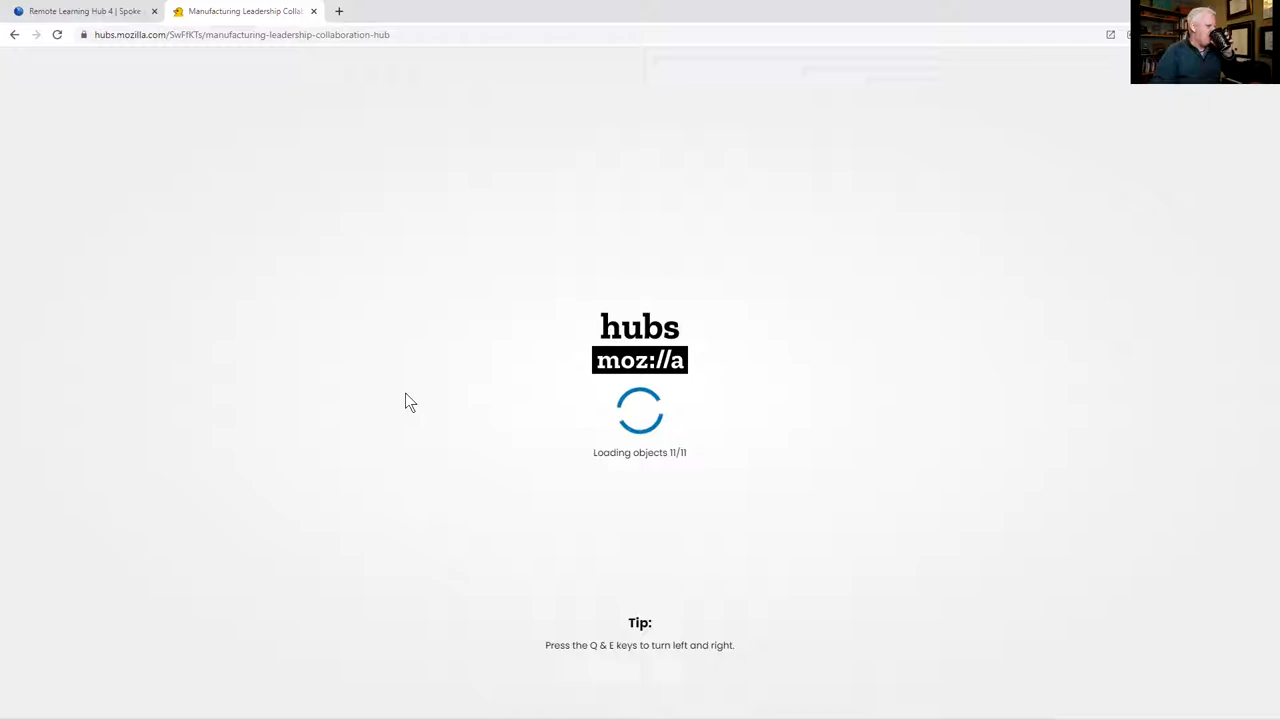 Remote Learning Hub 4 | Spoke
Manufacturing Leadership Collab
hubs.mozilla.com/SwFfKTs/manufacturing-leadership-collaboration-hub
hubs
moz://a
Loading objects 11/11
Tip:
Press the Q & E keys to turn left and right.